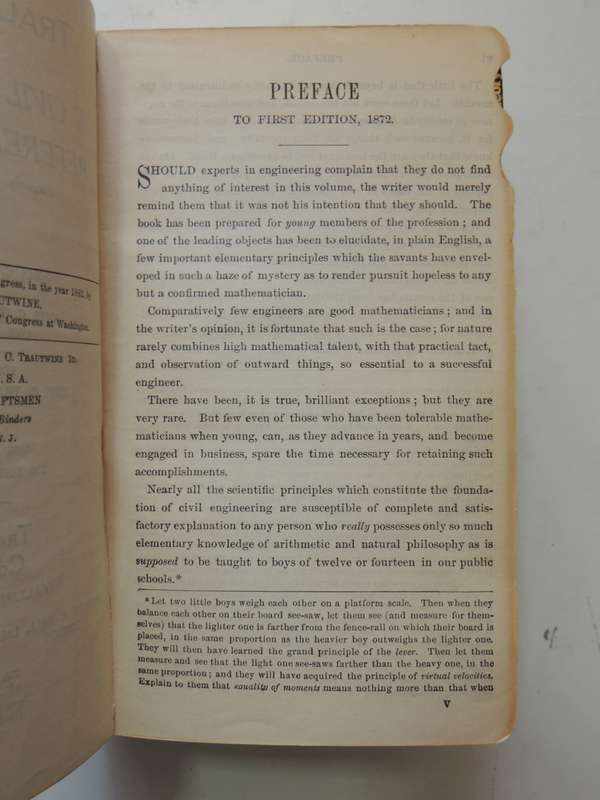 TRAU
REFERE
gress, in the year 1882, by
UTWINE,
Congress at Washington.
C. TRAUTWINE 3D.
. S. A.
FTSMEN
Binders
. J.
PREFACE
TO FIRST EDITION, 1872.
SHOULD experts in engineering complain that they do not find
anything of interest in this volume, the writer would merely
remind them that it was not his intention that they should. The
book has been prepared for young members of the profession; and
one of the leading objects has been to elucidate, in plain English, a
few important elementary principles which the savants have envel-
oped in such a haze of mystery as to render pursuit hopeless to any
but a confirmed mathematician.
Comparatively few engineers are good mathematicians; and in
the writer's opinion, it is fortunate that such is the case; for nature
rarely combines high mathematical talent, with that practical tact,
and observation of outward things, so essential to a successful
engineer.
There have been, it is true, brilliant exceptions; but they are
very rare. But few even of those who have been tolerable mathe-
maticians when young, can, as they advance in years, and become
engaged in business, spare the time necessary for retaining such
accomplishments.
Nearly all the scientific principles which constitute the founda-
tion of civil engineering are susceptible of complete and satis-
factory explanation to any person who really possesses only so much
elementary knowledge of arithmetic and natural philosophy as is
supposed to be taught to boys of twelve or fourteen in our public
schools.*
* Let two little boys weigh each other on a platform scale. Then when they
balance each other on their board see-saw, let them see (and measure for them-
selves) that the lighter one is farther from the fence-rail on which their board is
placed, in the same proportion as the heavier boy outweighs the lighter one.
They will then have learned the grand principle of the lever. Then let them
measure and see that the light one see-saws farther than the heavy one, in the
same proportion; and they will have acquired the principle of virtual velocities.
Explain to them that equality of moments means nothing more than that when
V